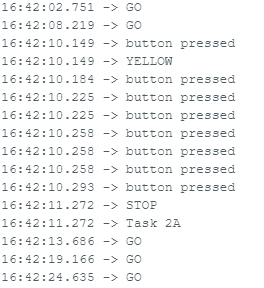 16:42:02.751 -> GO
16:42:08.219 -> GO
16:42:10.149 -> button pressed
16:42:10.149 -> YELLOW
16:42:10.184 -> button pressed
16:42:10.225 -> button pressed
16:42:10.225 -> button pressed
16:42:10.258 -> button pressed
16:42:10.258 -> button pressed
16:42:10.258 -> button pressed
16:42:10.293 -> button pressed
16:42:11.272 -> STOP
16:42:11.272 -> Task 2A
16:42:13.686 -> GO
16:42:19.166 -> GO
16:42:24.635 -> GO